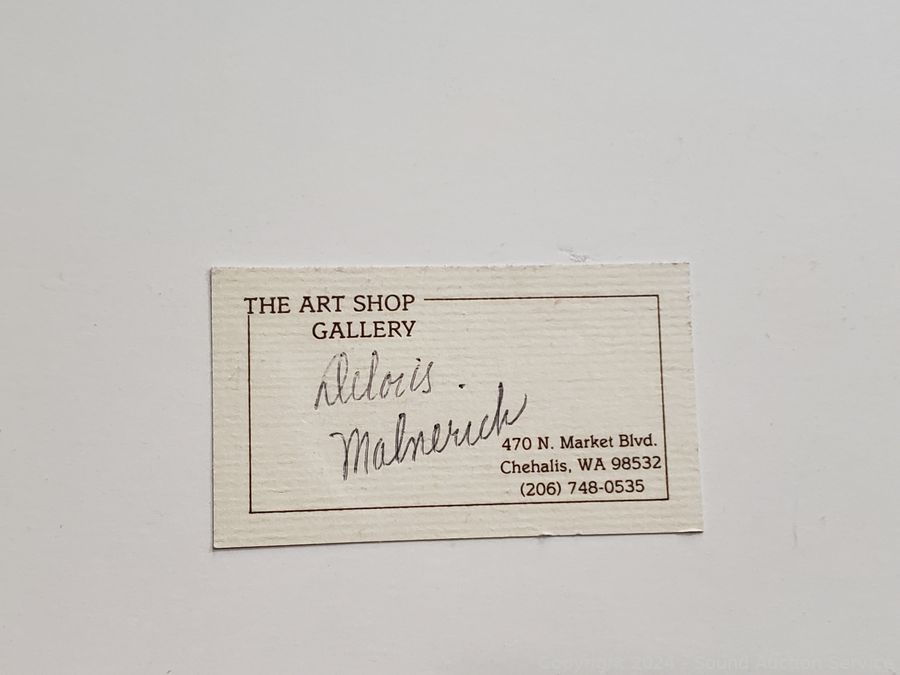 THE ART SHOP
GALLERY
Deloris
Malnerich
470 N. Market Blvd.
Chehalis, WA 98532
(206) 748-0535
Copyright 2024 - Sound Auction Service